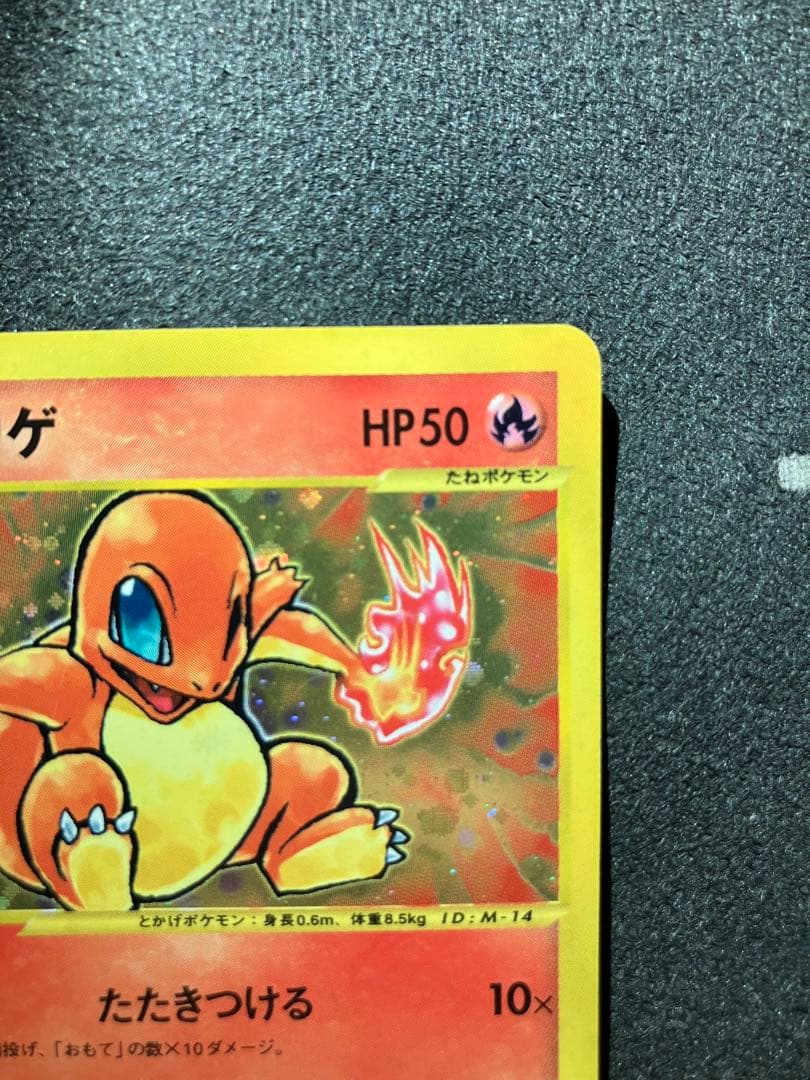 ゲ HP50
たねポケモン
とかげポケモン：身長0.6m、体重8.5kg ID:M-14
たたきつける 10×
投げ、「おもて」の数×10ダメージ。